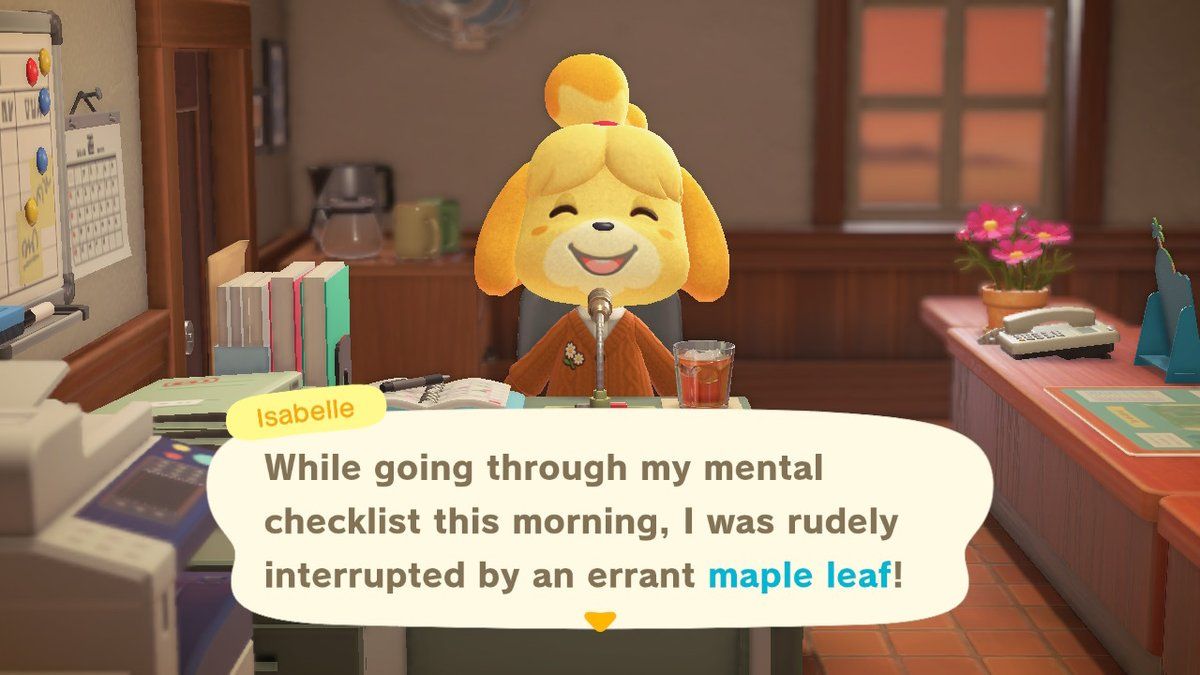 Isabelle
While going through my mental
checklist this morning, I was rudely
interrupted by an errant maple leaf!